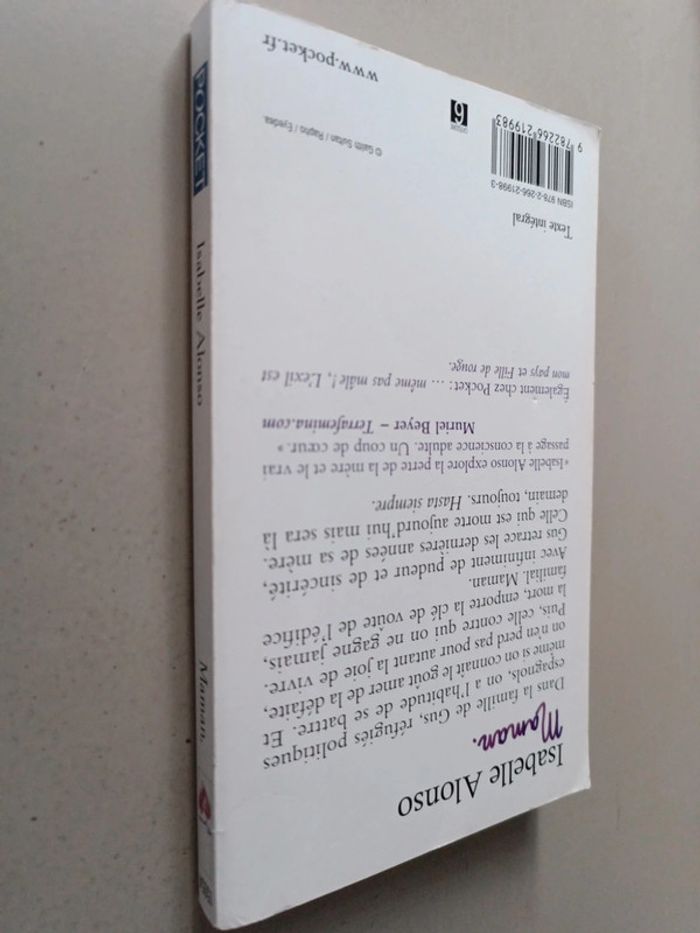 Isabelle Alonso
Maman.
Dans la famille de Gus, réfugiés politiques
espagnols, on a l'habitude de se battre. Et
même si on connaît le goût amer de la défaite,
on n'en perd pas pour autant la joie de vivre.
Puis, celle contre qui on ne gagne jamais,
la mort, emporte la clé de voûte de l'édifice
familial. Maman.
Avec infiniment de pudeur et de sincérité,
Gus retrace les dernières années de sa mère.
Celle qui est morte aujourd'hui mais sera là
demain, toujours. Hasta siempre.
« Isabelle Alonso explore la perte de la mère et le vrai
passage à la conscience adulte. Un coup de cœur. »
Muriel Beyer – Terrafemina.com
Également chez Pocket : … même pas mâle !, L'exil est
mon pays et Fille de rouge.
Texte intégral
ISBN 978-2-266-21998-3
9 782266 219983
6
© Gaith Sultan / Rapho / Eyedea.
www.pocket.fr
POCKET
Isabelle Alonso
Maman.